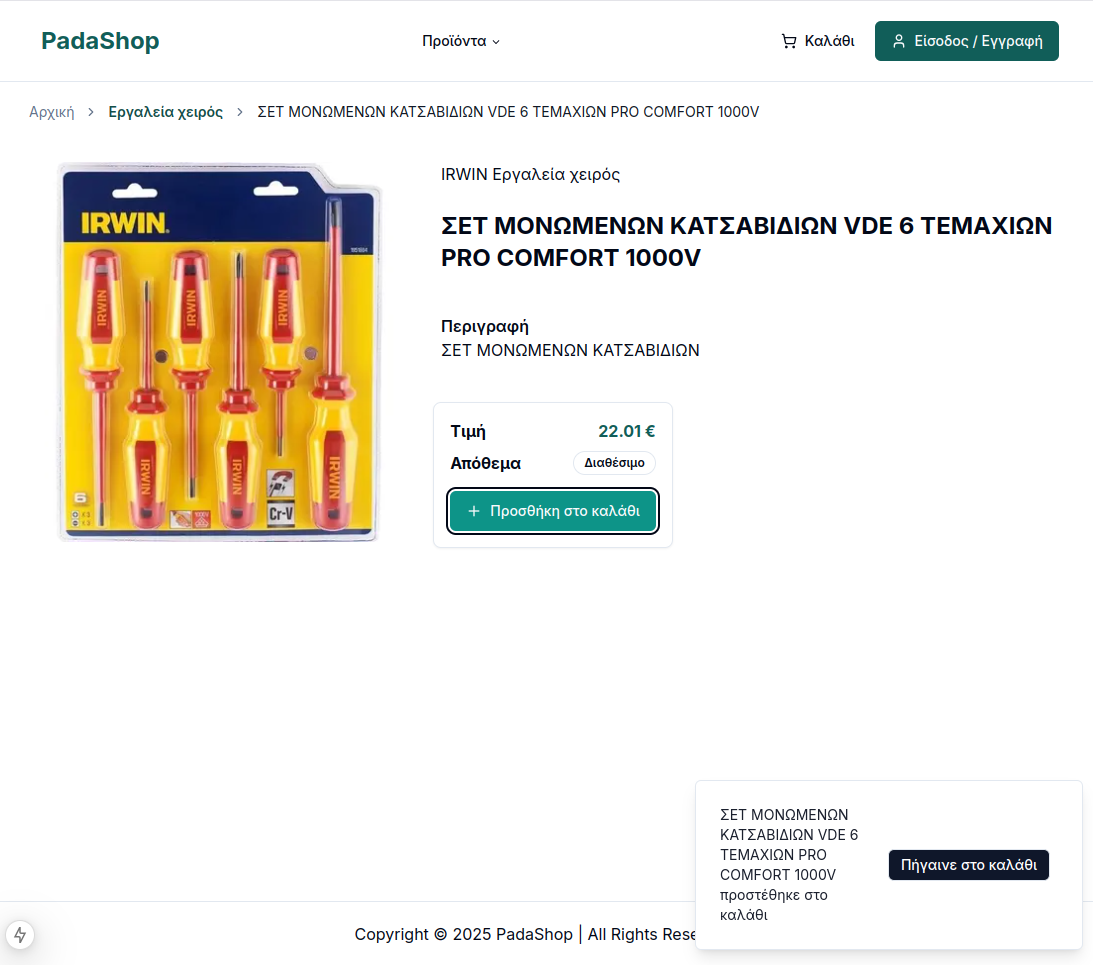 PadaShop
Προϊόντα
Καλάθι
Είσοδος / Εγγραφή
Αρχική
Εργαλεία χειρός
ΣΕΤ ΜΟΝΩΜΕΝΩΝ ΚΑΤΣΑΒΙΔΙΩΝ VDE 6 ΤΕΜΑΧΙΩΝ PRO COMFORT 1000V
IRWIN.
IRWIN
IRWIN
IRWIN
IRWIN
IRWIN
IRWIN
6
Cr-V
IRWIN Εργαλεία χειρός
ΣΕΤ ΜΟΝΩΜΕΝΩΝ ΚΑΤΣΑΒΙΔΙΩΝ VDE 6 ΤΕΜΑΧΙΩΝ
PRO COMFORT 1000V
Περιγραφή
ΣΕΤ ΜΟΝΩΜΕΝΩΝ ΚΑΤΣΑΒΙΔΙΩΝ
Τιμή
22.01 €
Απόθεμα
Διαθέσιμο
Προσθήκη στο καλάθι
ΣΕΤ ΜΟΝΩΜΕΝΩΝ
ΚΑΤΣΑΒΙΔΙΩΝ VDE 6
ΤΕΜΑΧΙΩΝ PRO
COMFORT 1000V
προστέθηκε στο
καλάθι
Πήγαινε στο καλάθι
Copyright © 2025 PadaShop | All Rights Rese